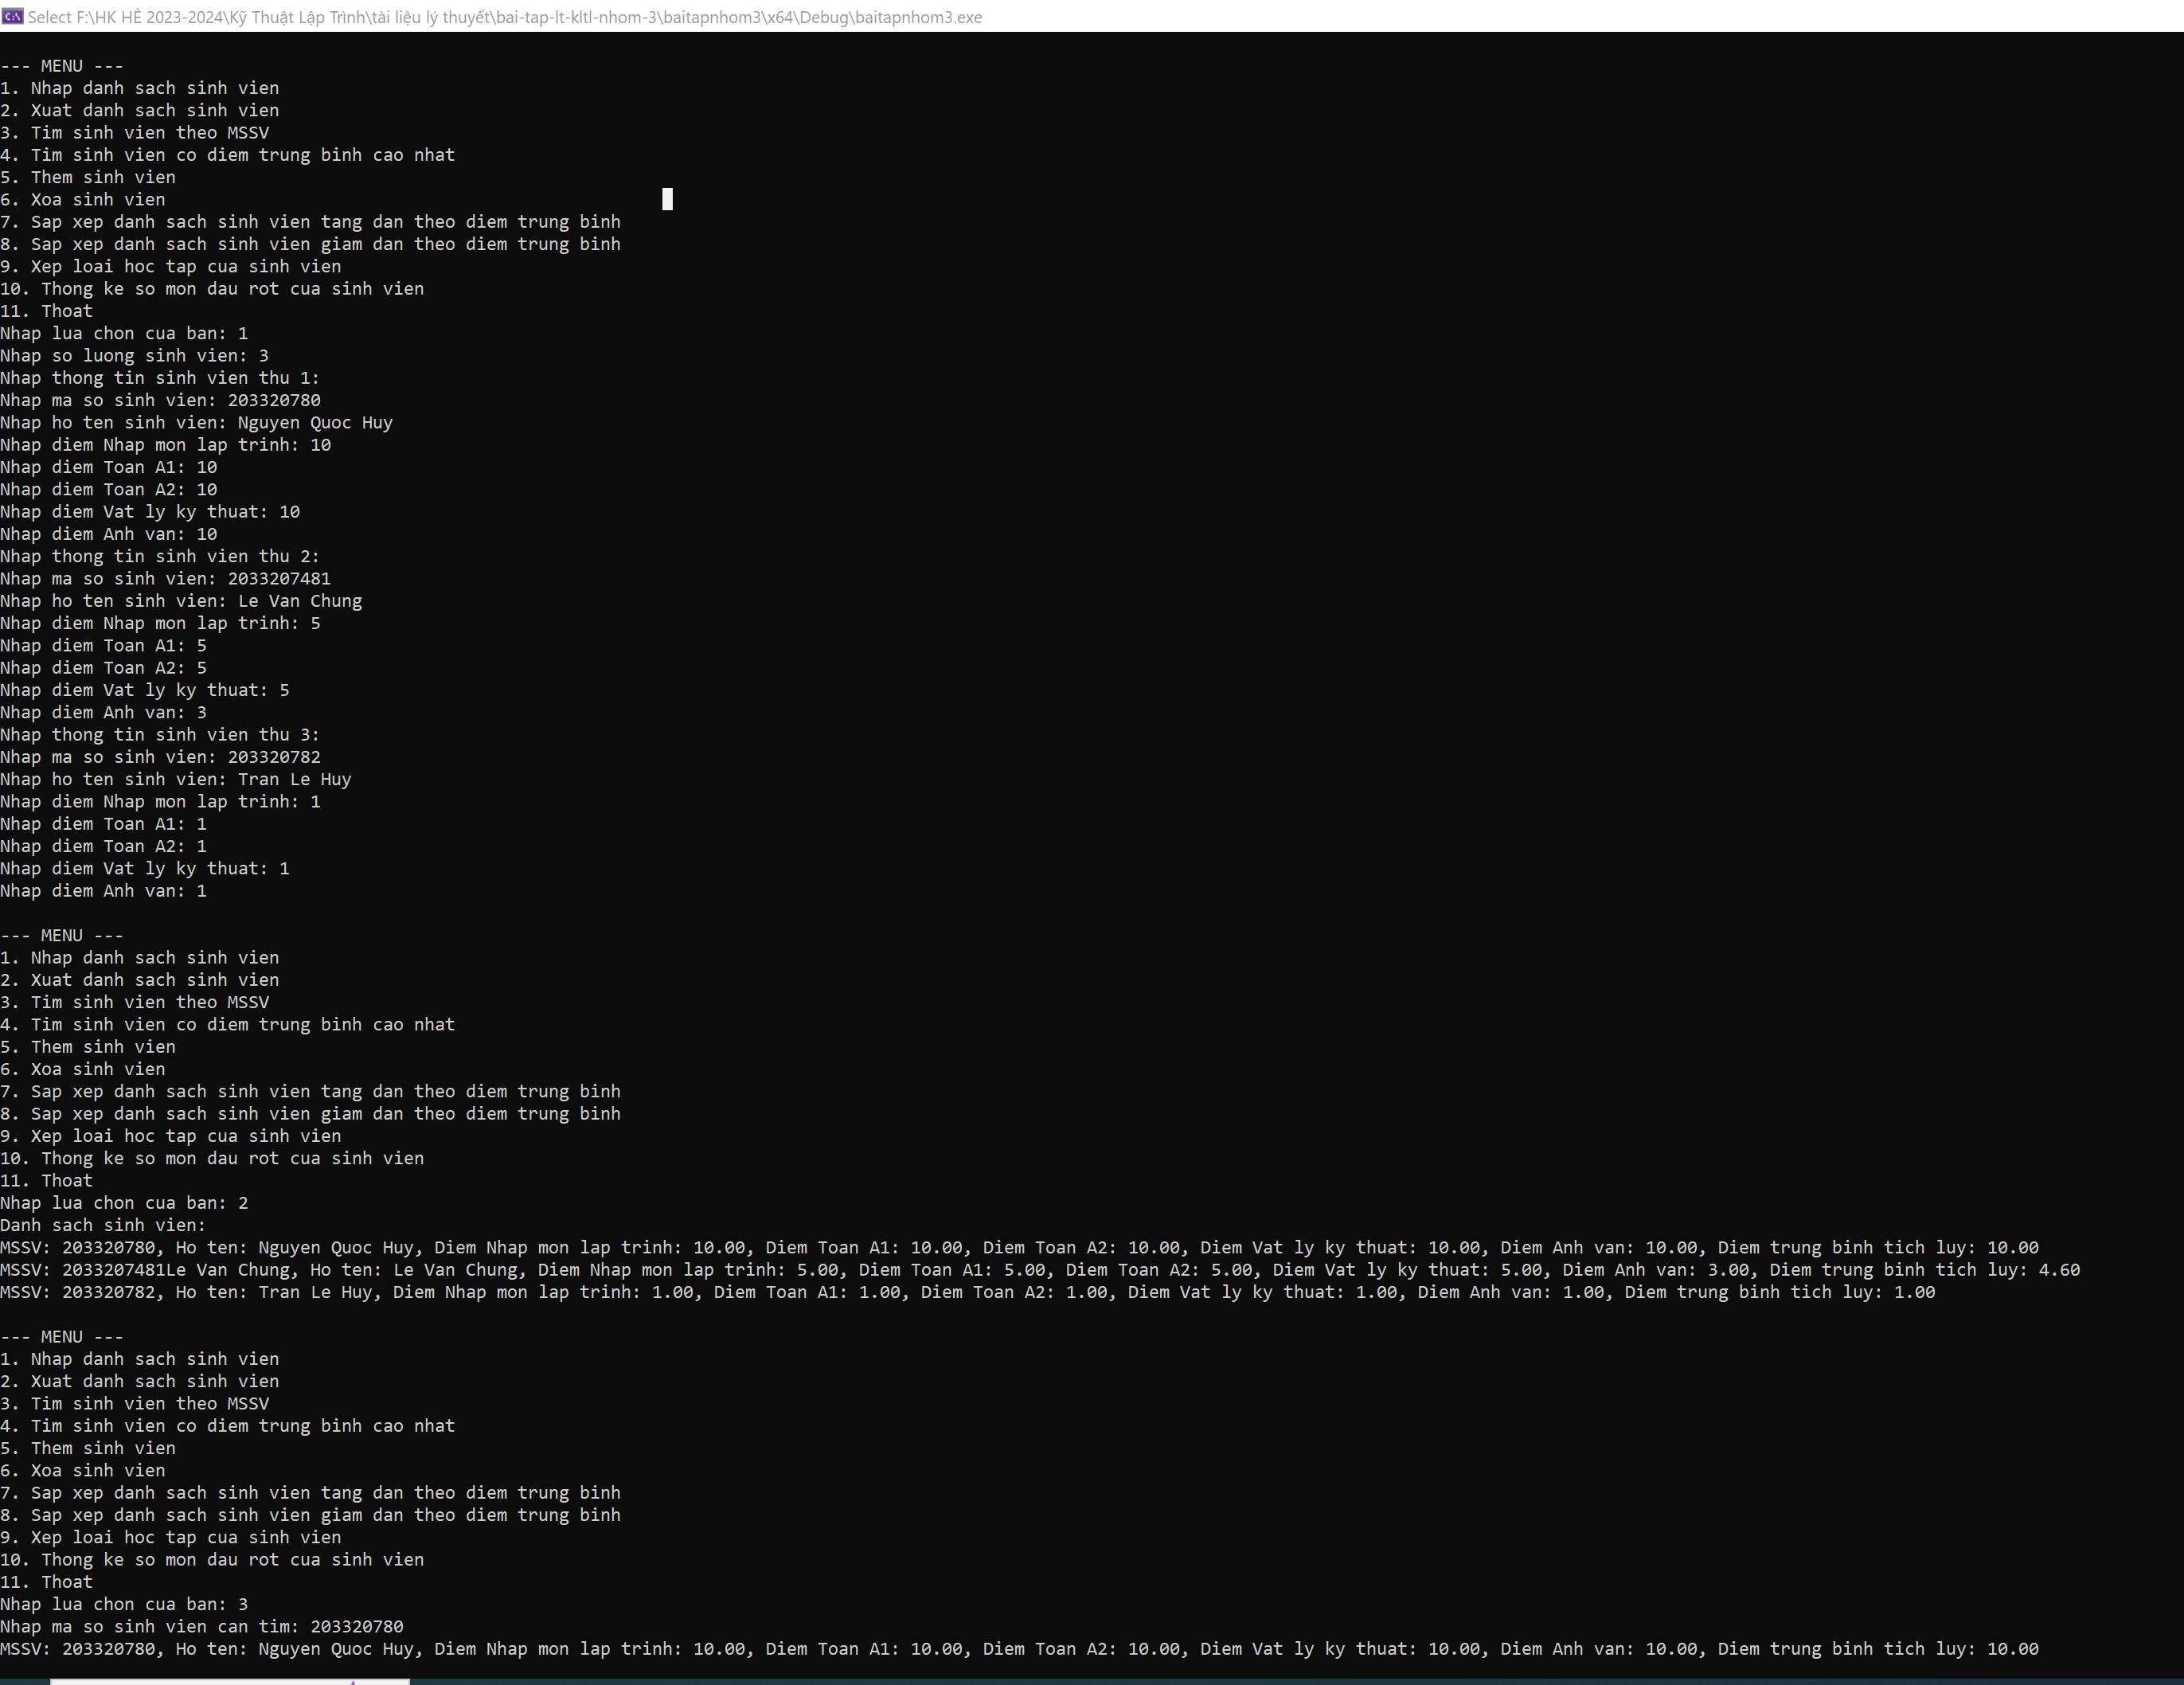 Select F:\HK HÈ 2023-2024\Kỹ Thuật Lập Trình\tài liệu lý thuyết\bai-tap-lt-kltl-nhom-3\baitapnhom3\x64\Debug\baitapnhom3.exe
--- MENU ---
1. Nhap danh sach sinh vien
2. Xuat danh sach sinh vien
3. Tim sinh vien theo MSSV
4. Tim sinh vien co diem trung binh cao nhat
5. Them sinh vien
6. Xoa sinh vien
7. Sap xep danh sach sinh vien tang dan theo diem trung binh
8. Sap xep danh sach sinh vien giam dan theo diem trung binh
9. Xep loai hoc tap cua sinh vien
10. Thong ke so mon dau rot cua sinh vien
11. Thoat
Nhap lua chon cua ban: 1
Nhap so luong sinh vien: 3
Nhap thong tin sinh vien thu 1:
Nhap ma so sinh vien: 203320780
Nhap ho ten sinh vien: Nguyen Quoc Huy
Nhap diem Nhap mon lap trinh: 10
Nhap diem Toan A1: 10
Nhap diem Toan A2: 10
Nhap diem Vat ly ky thuat: 10
Nhap diem Anh van: 10
Nhap thong tin sinh vien thu 2:
Nhap ma so sinh vien: 2033207481
Nhap ho ten sinh vien: Le Van Chung
Nhap diem Nhap mon lap trinh: 5
Nhap diem Toan A1: 5
Nhap diem Toan A2: 5
Nhap diem Vat ly ky thuat: 5
Nhap diem Anh van: 3
Nhap thong tin sinh vien thu 3:
Nhap ma so sinh vien: 203320782
Nhap ho ten sinh vien: Tran Le Huy
Nhap diem Nhap mon lap trinh: 1
Nhap diem Toan A1: 1
Nhap diem Toan A2: 1
Nhap diem Vat ly ky thuat: 1
Nhap diem Anh van: 1
--- MENU ---
1. Nhap danh sach sinh vien
2. Xuat danh sach sinh vien
3. Tim sinh vien theo MSSV
4. Tim sinh vien co diem trung binh cao nhat
5. Them sinh vien
6. Xoa sinh vien
7. Sap xep danh sach sinh vien tang dan theo diem trung binh
8. Sap xep danh sach sinh vien giam dan theo diem trung binh
9. Xep loai hoc tap cua sinh vien
10. Thong ke so mon dau rot cua sinh vien
11. Thoat
Nhap lua chon cua ban: 2
Danh sach sinh vien:
MSSV: 203320780, Ho ten: Nguyen Quoc Huy, Diem Nhap mon lap trinh: 10.00, Diem Toan A1: 10.00, Diem Toan A2: 10.00, Diem Vat ly ky thuat: 10.00, Diem Anh van: 10.00, Diem trung binh tich luy: 10.00
MSSV: 2033207481Le Van Chung, Ho ten: Le Van Chung, Diem Nhap mon lap trinh: 5.00, Diem Toan A1: 5.00, Diem Toan A2: 5.00, Diem Vat ly ky thuat: 5.00, Diem Anh van: 3.00, Diem trung binh tich luy: 4.60
MSSV: 203320782, Ho ten: Tran Le Huy, Diem Nhap mon lap trinh: 1.00, Diem Toan A1: 1.00, Diem Toan A2: 1.00, Diem Vat ly ky thuat: 1.00, Diem Anh van: 1.00, Diem trung binh tich luy: 1.00
--- MENU ---
1. Nhap danh sach sinh vien
2. Xuat danh sach sinh vien
3. Tim sinh vien theo MSSV
4. Tim sinh vien co diem trung binh cao nhat
5. Them sinh vien
6. Xoa sinh vien
7. Sap xep danh sach sinh vien tang dan theo diem trung binh
8. Sap xep danh sach sinh vien giam dan theo diem trung binh
9. Xep loai hoc tap cua sinh vien
10. Thong ke so mon dau rot cua sinh vien
11. Thoat
Nhap lua chon cua ban: 3
Nhap ma so sinh vien can tim: 203320780
MSSV: 203320780, Ho ten: Nguyen Quoc Huy, Diem Nhap mon lap trinh: 10.00, Diem Toan A1: 10.00, Diem Toan A2: 10.00, Diem Vat ly ky thuat: 10.00, Diem Anh van: 10.00, Diem trung binh tich luy: 10.00